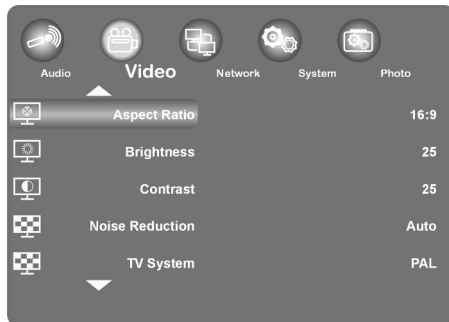 Audio Video Network System Photo
Aspect Ratio 16:9
Brightness 25
Contrast 25
Noise Reduction Auto
TV System PAL